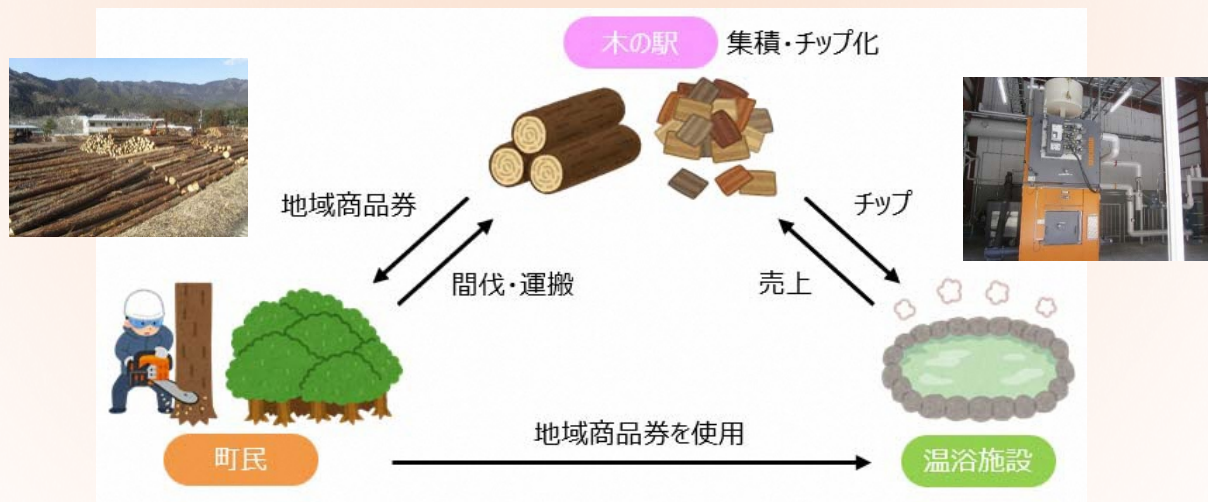 木の駅 集積・チップ化
地域商品券
チップ
間伐・運搬
売上
地域商品券を使用
町民
温浴施設